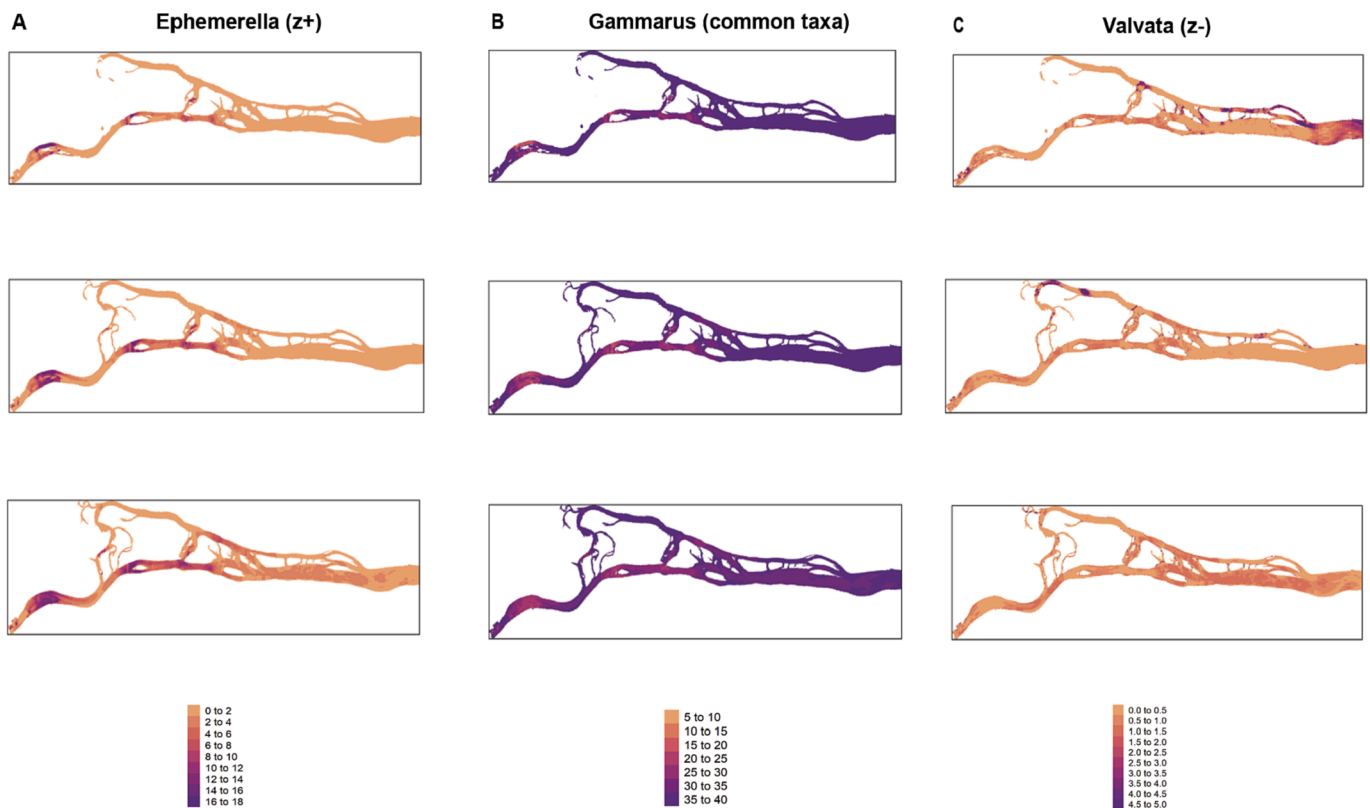 A Ephemerella (z+)
B Gammarus (common taxa)
C Valvata (z-)
0 to 2
2 to 4
4 to 6
6 to 8
8 to 10
10 to 12
12 to 14
14 to 16
16 to 18
5 to 10
10 to 15
15 to 20
20 to 25
25 to 30
30 to 35
35 to 40
0.0 to 0.5
0.5 to 1.0
1.0 to 1.5
1.5 to 2.0
2.0 to 2.5
2.5 to 3.0
3.0 to 3.5
3.5 to 4.0
4.0 to 4.5
4.5 to 5.0